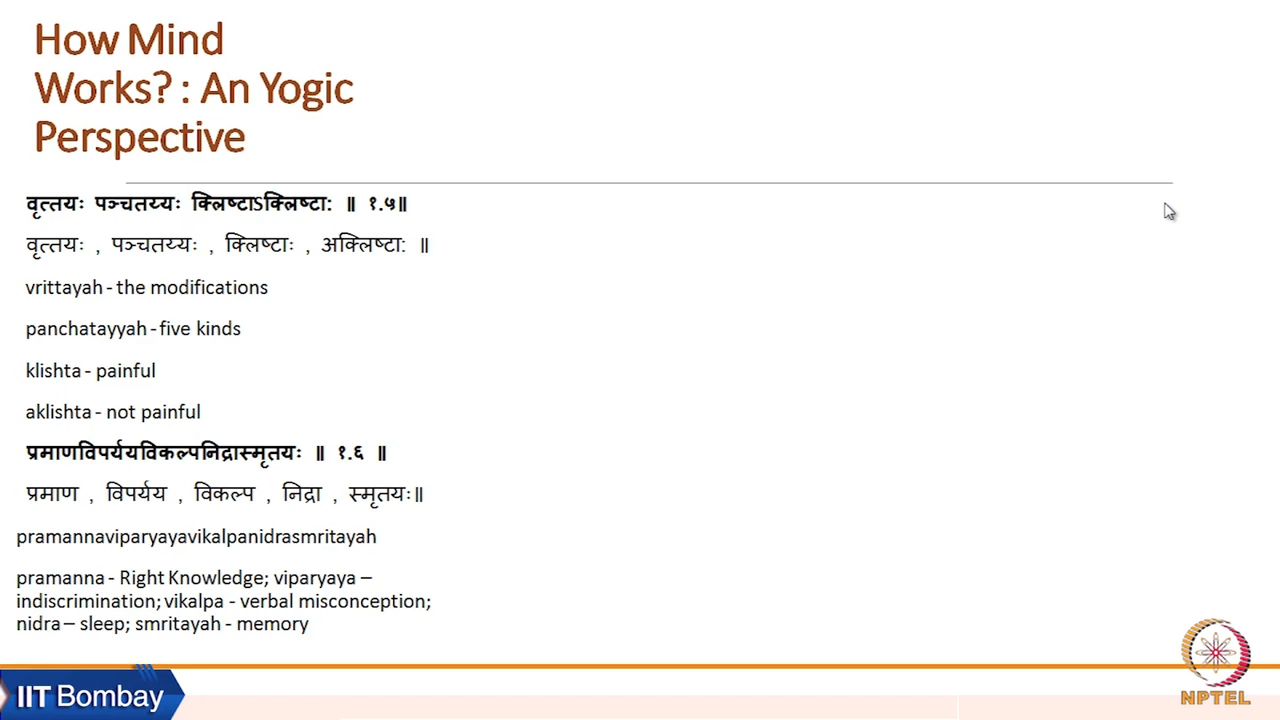 How Mind
Works? : An Yogic
Perspective
वृत्तयः पञ्चतय्यः क्लिष्टाऽक्लिष्टा: ॥ १.५॥
वृत्तयः , पञ्चतय्यः , क्लिष्टाः , अक्लिष्टा: ॥
vrittayah - the modifications
panchatayyah - five kinds
klishta - painful
aklishta - not painful
प्रमाणविपर्ययविकल्पनिद्रास्मृतयः ॥ १.६ ॥
प्रमाण , विपर्यय , विकल्प , निद्रा , स्मृतयः॥
pramannaviparyayavikalpanidrasmritayah
pramanna - Right Knowledge; viparyaya –
indiscrimination; vikalpa - verbal misconception;
nidra – sleep; smritayah - memory
IIT Bombay
NPTEL